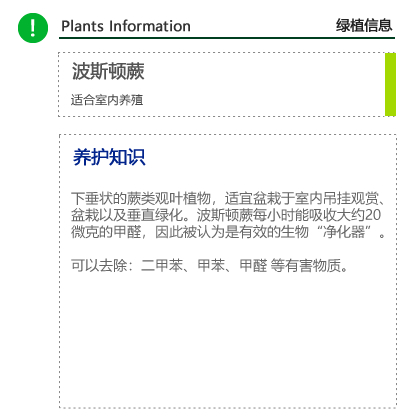 Plants Information
绿植信息
波斯顿蕨
适合室内养殖
养护知识
下垂状的蕨类观叶植物，适宜盆栽于室内吊挂观赏、
盆栽以及垂直绿化。波斯顿蕨每小时能吸收大约20
微克的甲醛，因此被认为是有效的生物“净化器”。
可以去除：二甲苯、甲苯、甲醛 等有害物质。